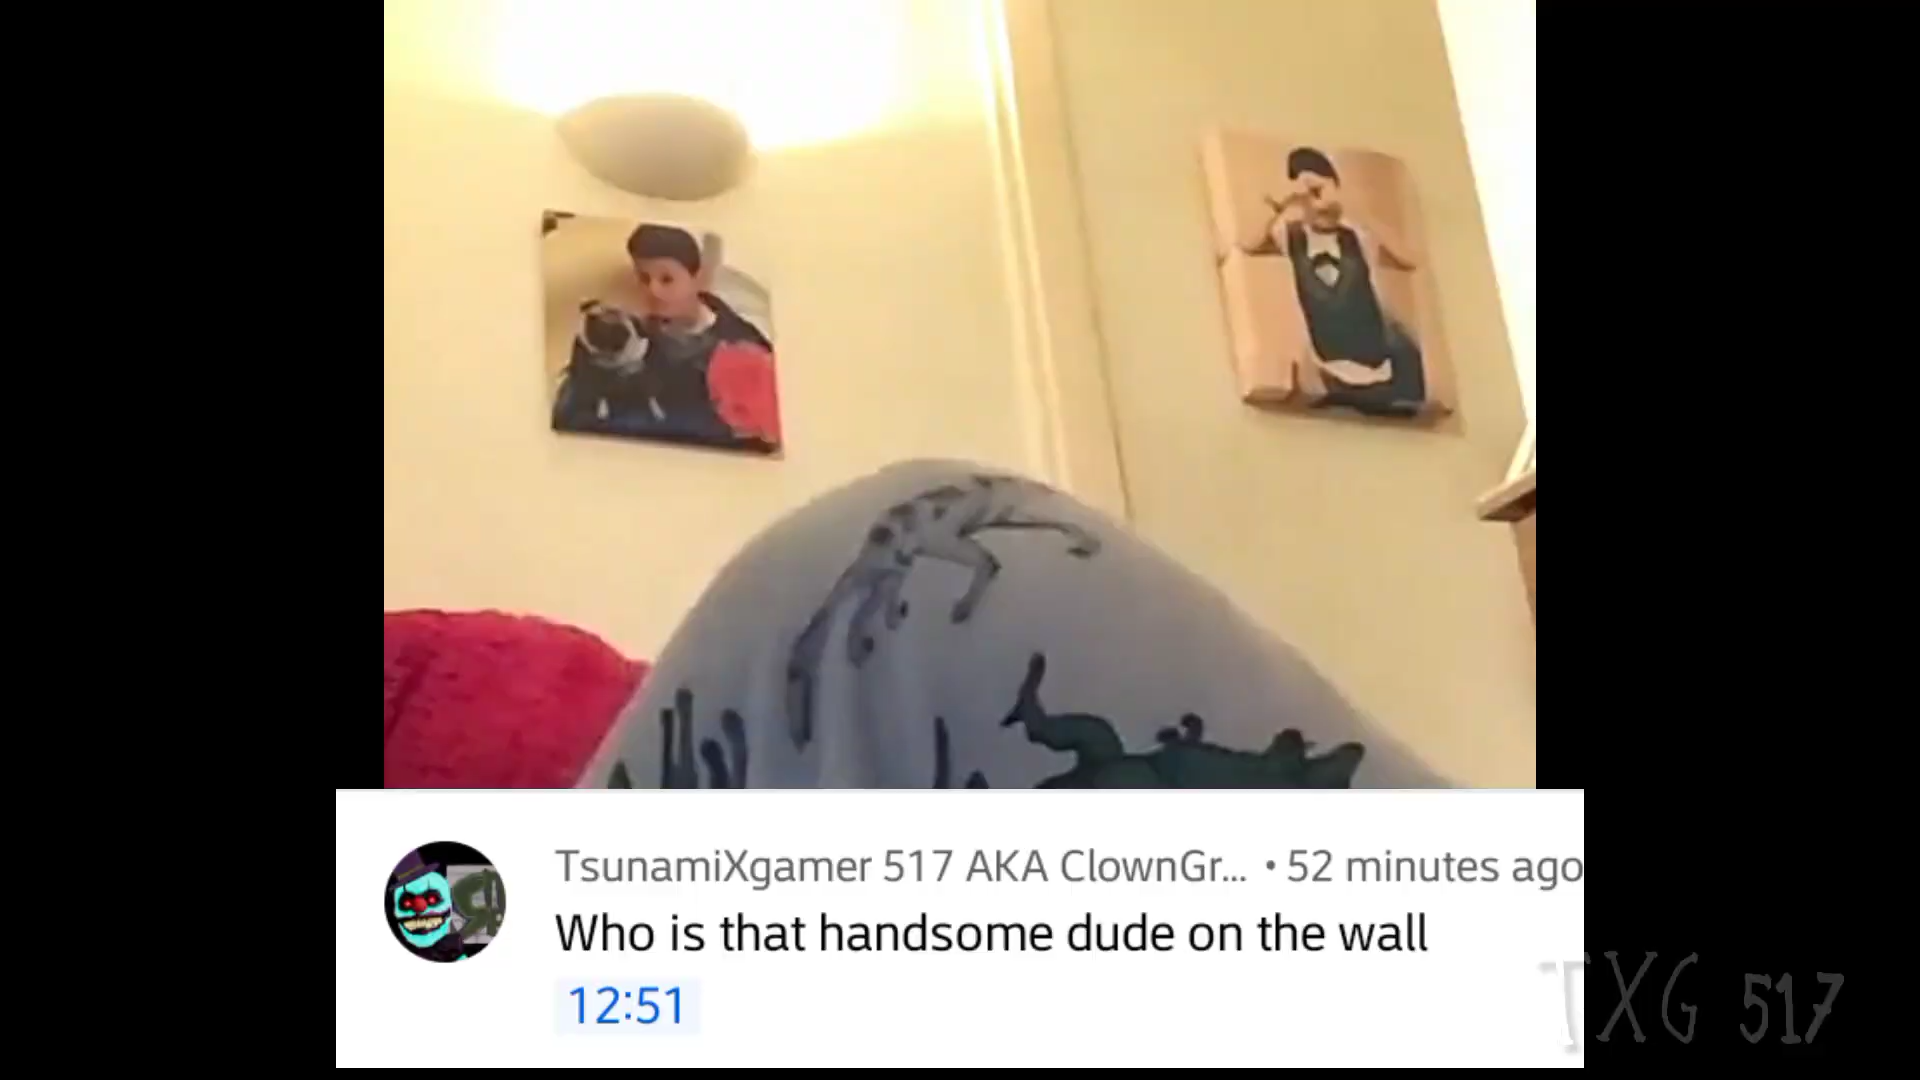 TsunamiXgamer 517 AKA ClownGr... • 52 minutes ago
Who is that handsome dude on the wall
12:51
TXG 517